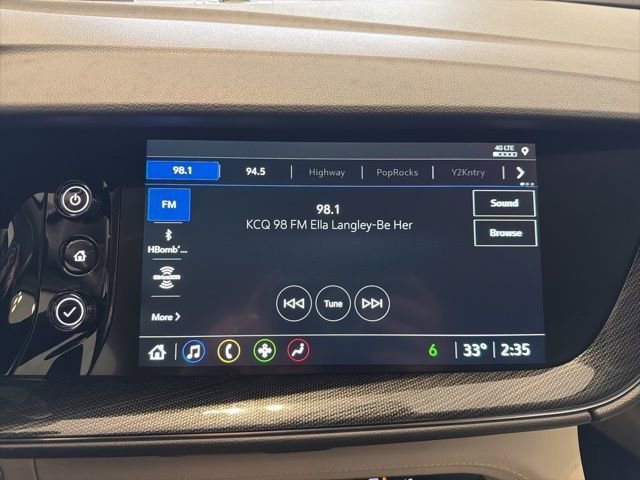 4G LTE
98.1 94.5 Highway PopRocks Y2Kntry
FM 98.1 Sound
KCQ 98 FM Ella Langley-Be Her
Browse
HBomb'...
SiriusXM
More Tune
6 33° 2:35